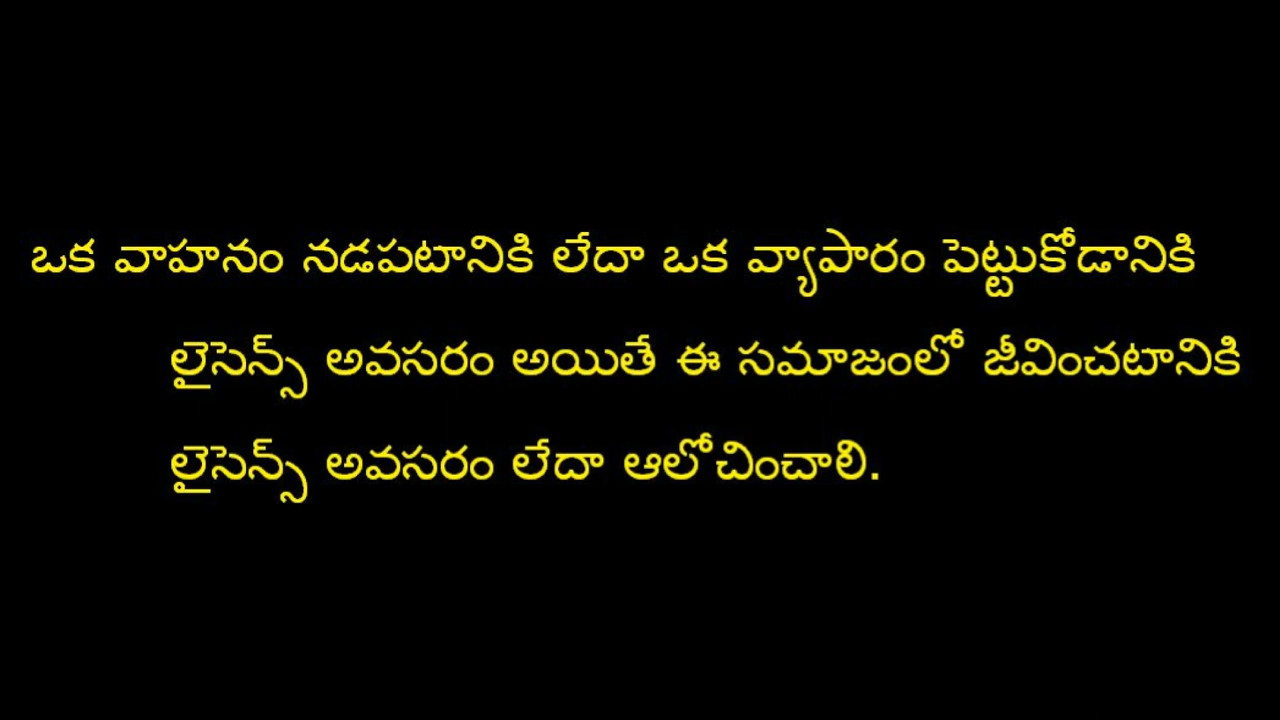 ఒక వాహనం నడపటానికి లేదా ఒక వ్యాపారం పెట్టుకోడానికి
లైసెన్స్ అవసరం అయితే ఈ సమాజంలో జీవించటానికి
లైసెన్స్ అవసరం లేదా ఆలోచించాలి.